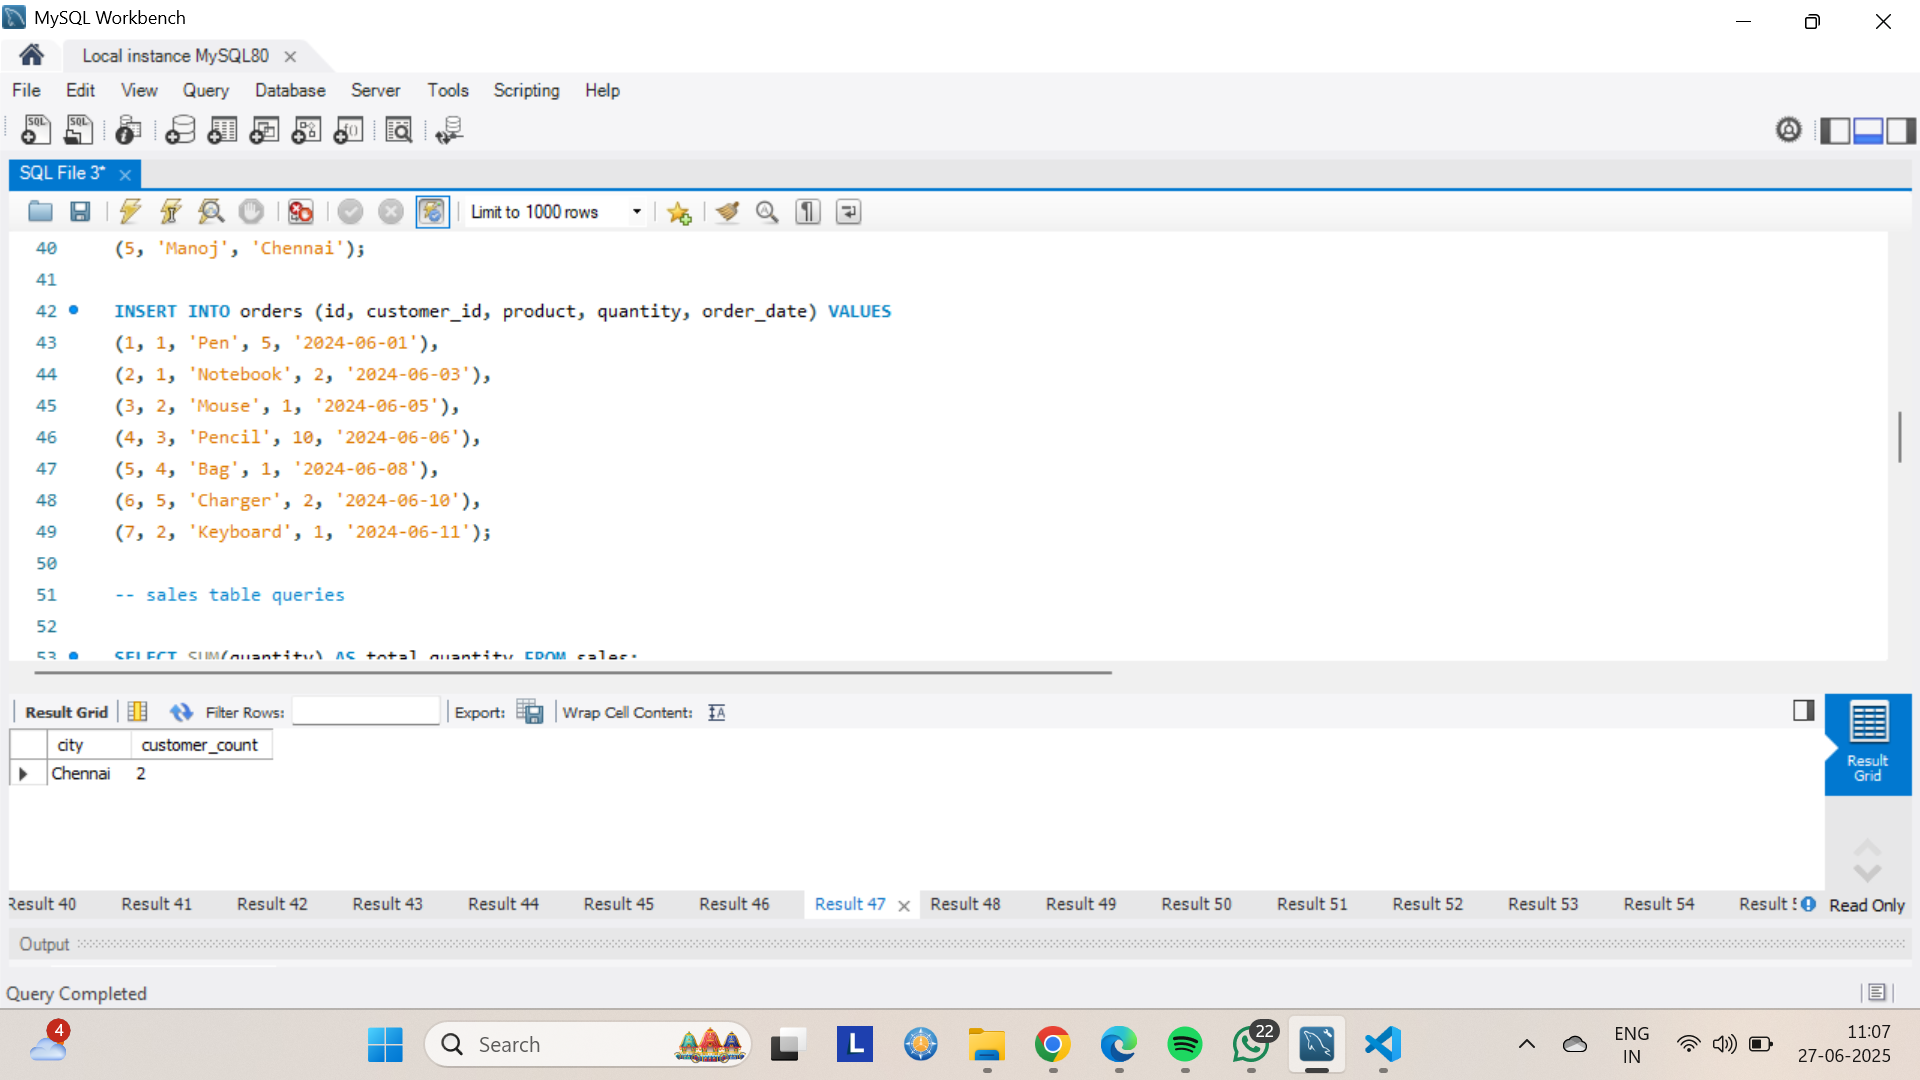 MySQL Workbench
Local instance MySQL80
File Edit View Query Database Server Tools Scripting Help
SQL File 3*
Limit to 1000 rows
40 (5, 'Manoj', 'Chennai');
41
42 INSERT INTO orders (id, customer_id, product, quantity, order_date) VALUES
43 (1, 1, 'Pen', 5, '2024-06-01'),
44 (2, 1, 'Notebook', 2, '2024-06-03'),
45 (3, 2, 'Mouse', 1, '2024-06-05'),
46 (4, 3, 'Pencil', 10, '2024-06-06'),
47 (5, 4, 'Bag', 1, '2024-06-08'),
48 (6, 5, 'Charger', 2, '2024-06-10'),
49 (7, 2, 'Keyboard', 1, '2024-06-11');
50
51 -- sales table queries
52
53 SELECT SUM(quantity) AS total_quantity FROM sales;
Result Grid Filter Rows: Export: Wrap Cell Content:
city customer_count
Chennai 2
Result Grid
Result 40 Result 41 Result 42 Result 43 Result 44 Result 45 Result 46 Result 47 Result 48 Result 49 Result 50 Result 51 Result 52 Result 53 Result 54 Result Read Only
Output
Query Completed
4 Search L 22 ENG IN 11:07 27-06-2025